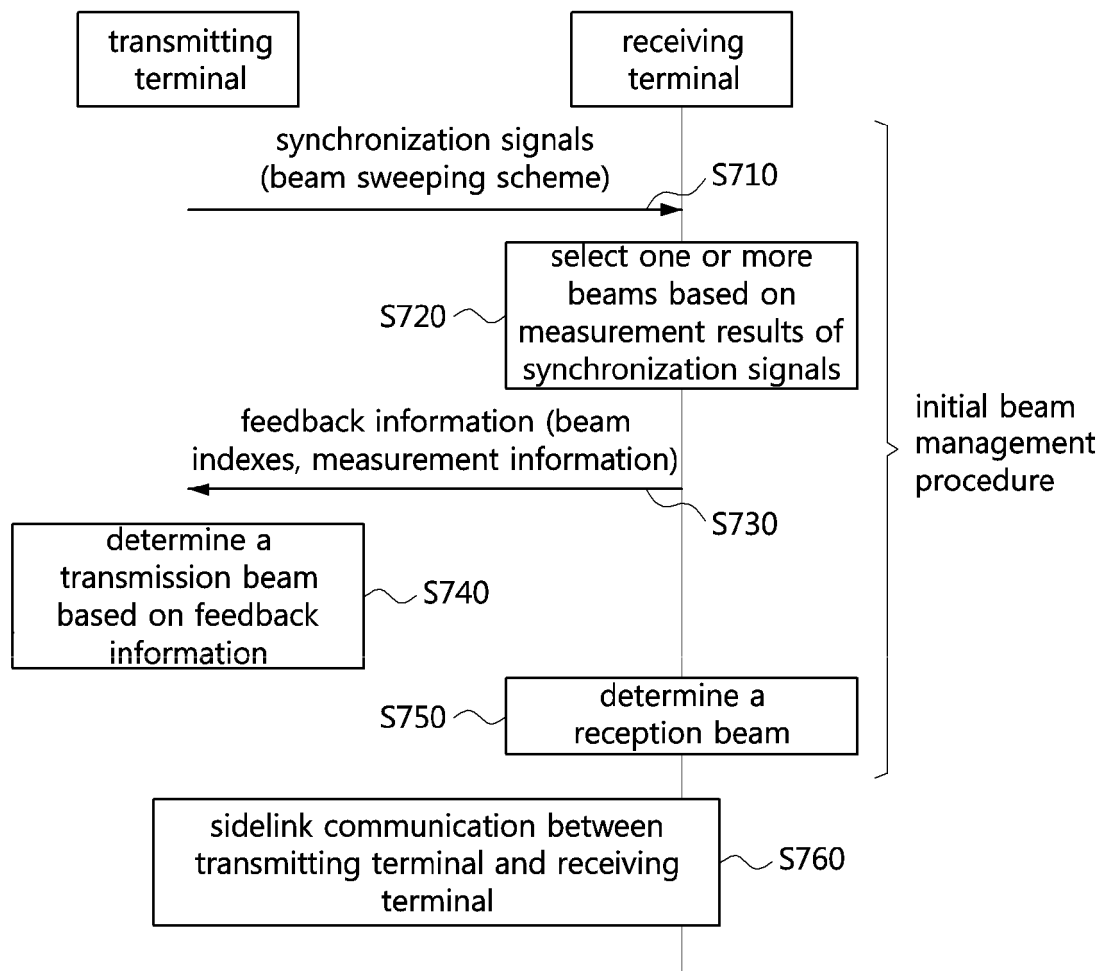 transmitting
terminal
receiving
terminal
synchronization signals
(beam sweeping scheme)
S710
select one or more
beams based on
measurement results of
synchronization signals
S720
feedback information (beam
indexes, measurement information)
S730
initial beam
management
procedure
determine a
transmission beam
based on feedback
information
S740
S750
determine a
reception beam
sidelink communication between
transmitting terminal and receiving
terminal
S760